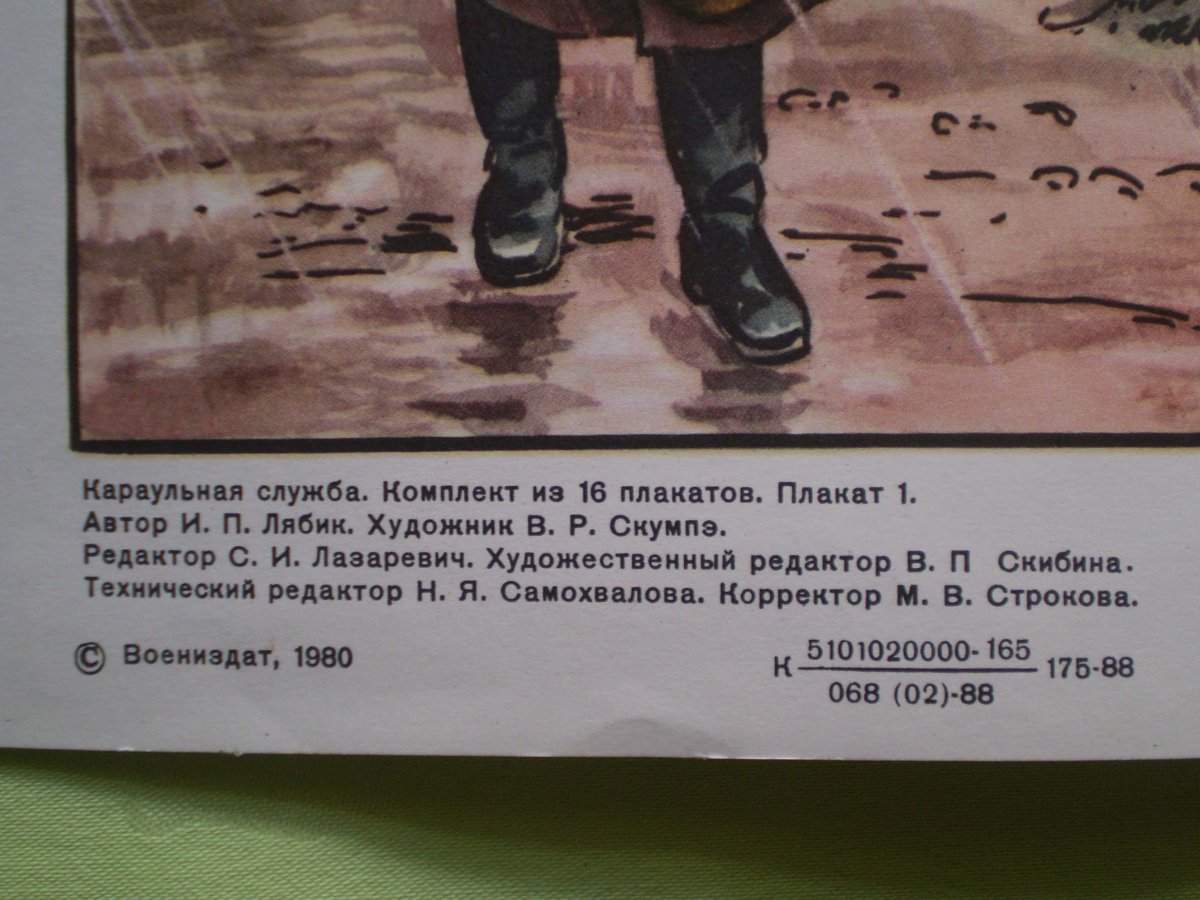 Караульная служба. Комплект из 16 плакатов. Плакат 1.
Автор И. П. Лябик. Художник В. Р. Скумпэ.
Редактор С. И. Лазаревич. Художественный редактор В. П Скибина.
Технический редактор Н. Я. Самохвалова. Корректор М. В. Строкова.
© Воениздат, 1980
К 5101020000-165 175-88
068 (02)-88